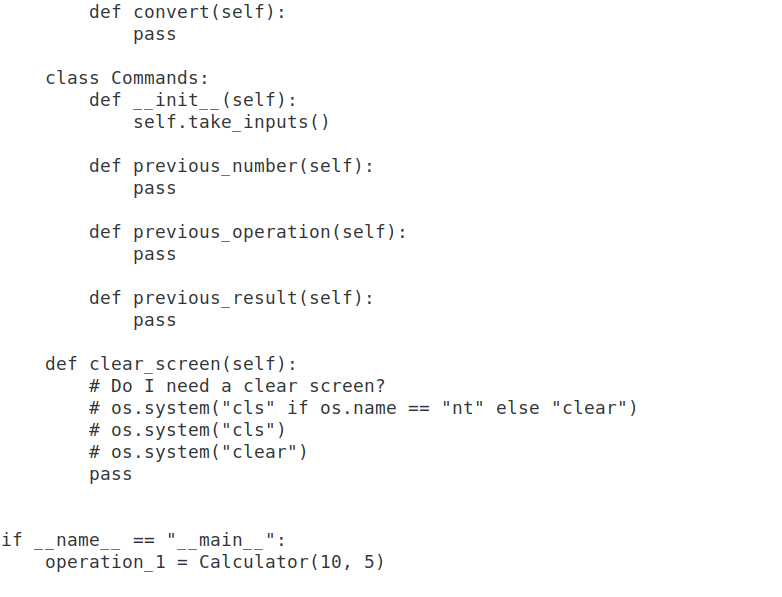 def convert(self):
            pass

    class Commands:
        def __init__(self):
            self.take_inputs()

        def previous_number(self):
            pass

        def previous_operation(self):
            pass

        def previous_result(self):
            pass

    def clear_screen(self):
        # Do I need a clear screen?
        # os.system("cls" if os.name == "nt" else "clear")
        # os.system("cls")
        # os.system("clear")
        pass


if __name__ == "__main__":
    operation_1 = Calculator(10, 5)